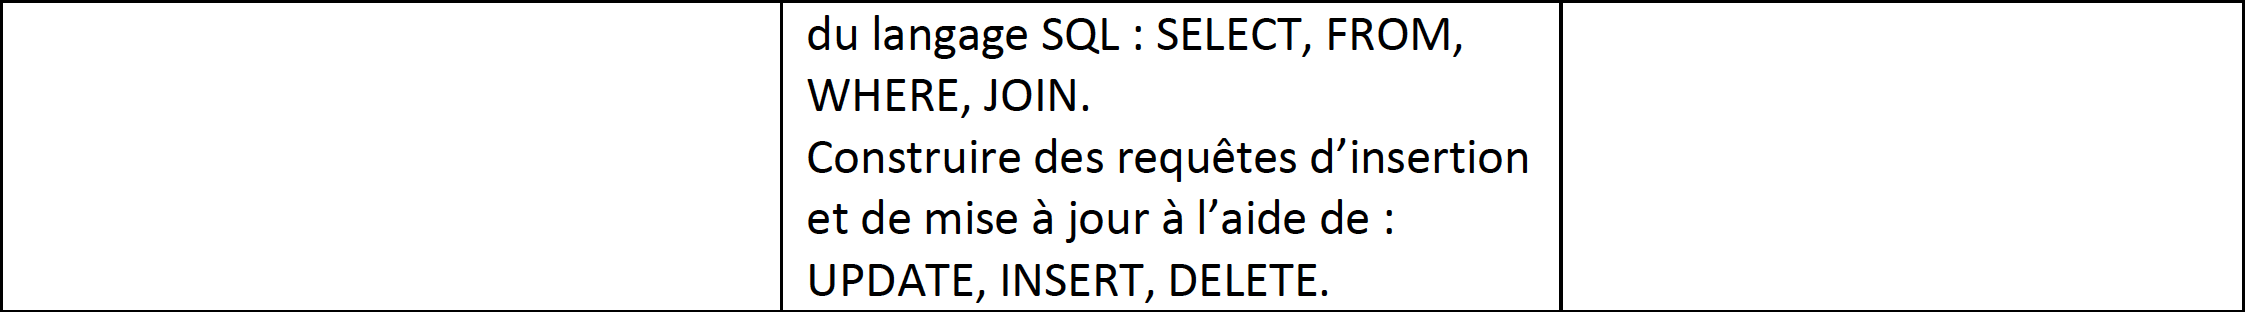 du langage SQL : SELECT, FROM,
WHERE, JOIN.
Construire des requêtes d’insertion
et de mise à jour à l’aide de :
UPDATE, INSERT, DELETE.